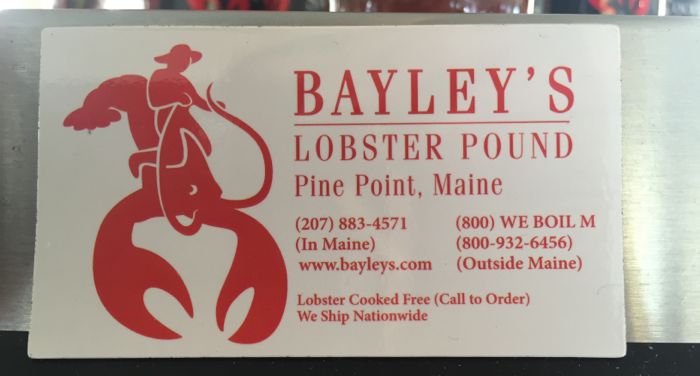 BAYLEY'S
LOBSTER POUND
Pine Point, Maine
(207) 883-4571
(In Maine)
www.bayleys.com
(800) WE BOIL M
(800-932-6456)
(Outside Maine)
Lobster Cooked Free (Call to Order)
We Ship Nationwide